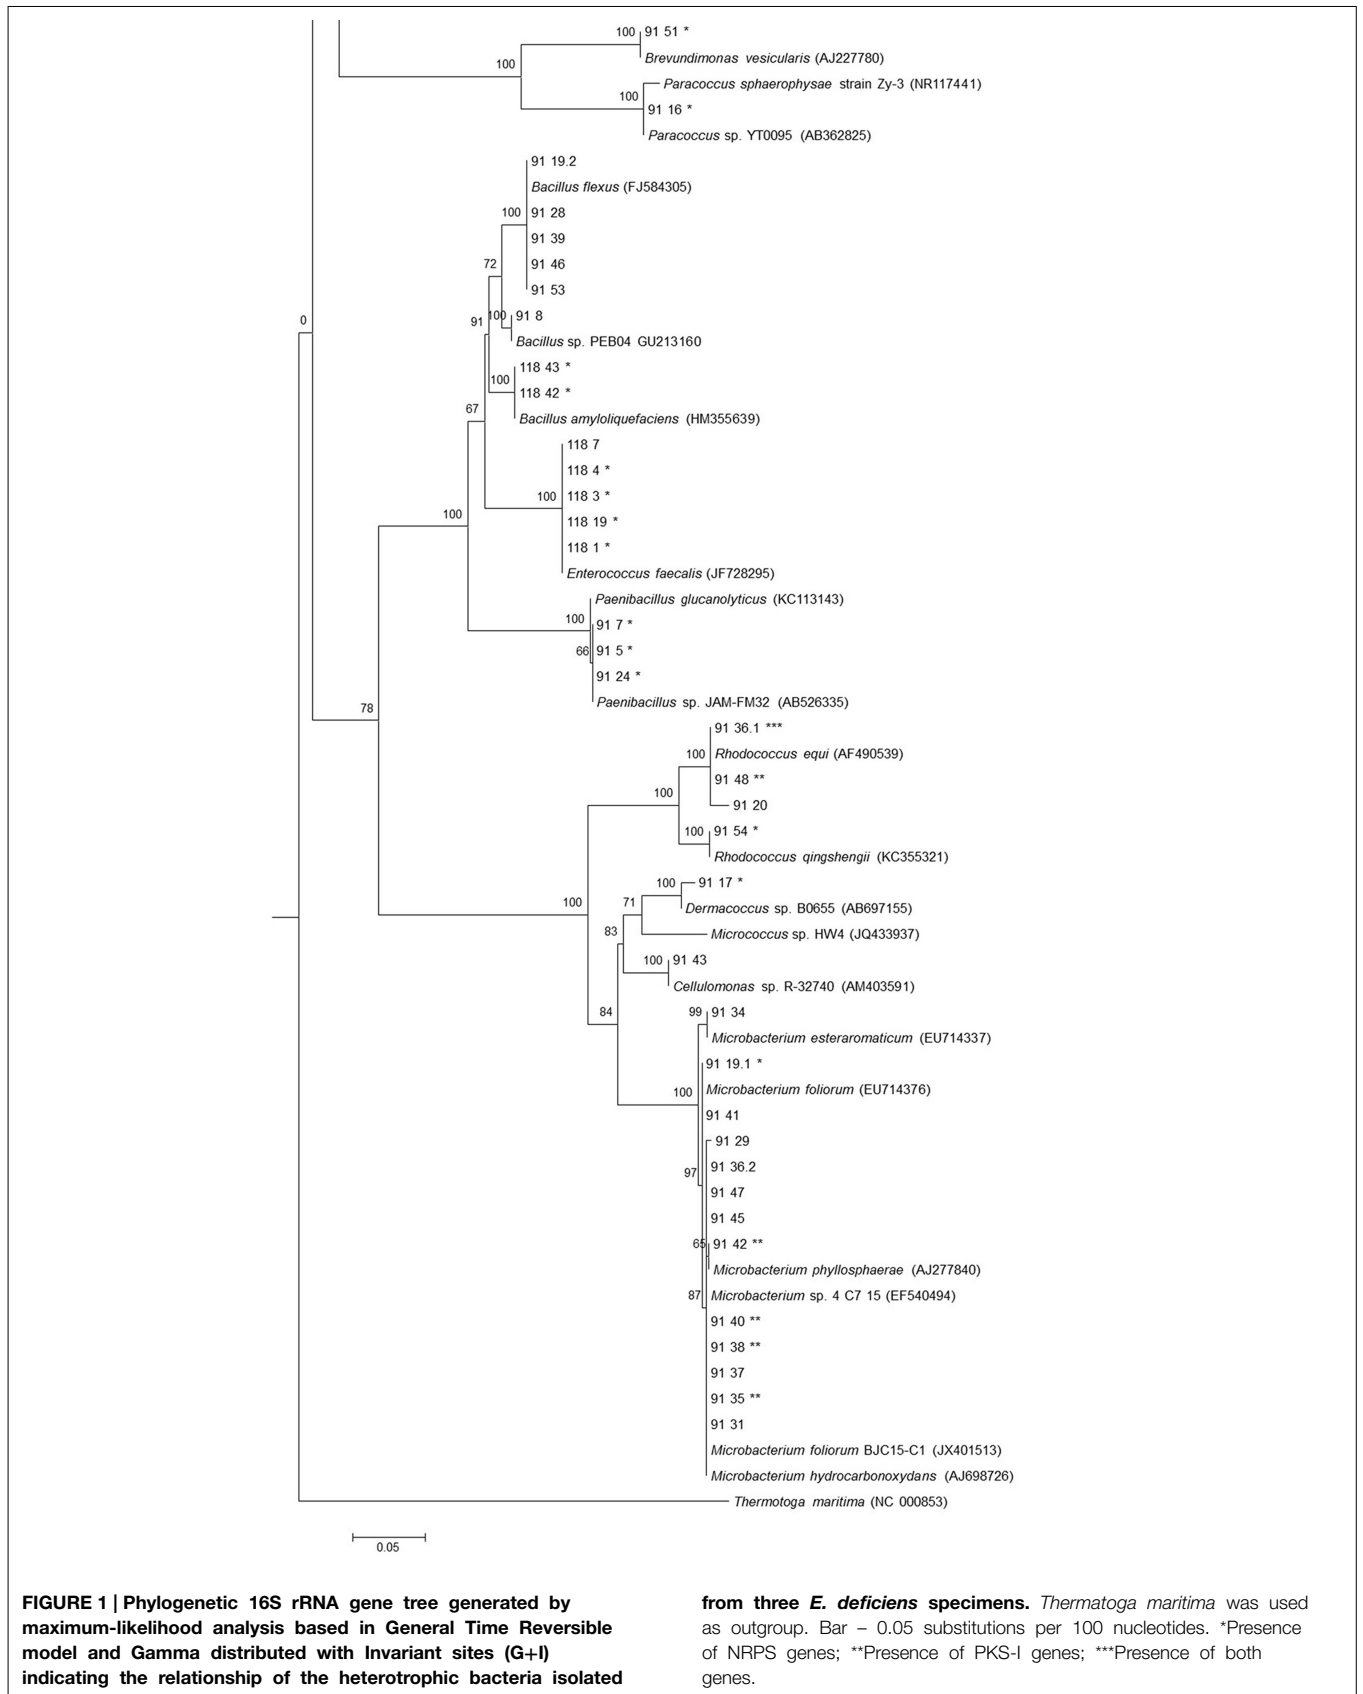 100 91 51 *
Brevundimonas vesicularis (AJ227780)
100
Paracoccus sphaerophysae strain Zy-3 (NR117441)
100
91 16 *
Paracoccus sp. YT0095 (AB362825)
91 19.2
Bacillus flexus (FJ584305)
100 91 28
91 39
72 91 46
91 53
100 91 8
91
Bacillus sp. PEB04 GU213160
0
118 43 *
100
118 42 *
67
Bacillus amyloliquefaciens (HM355639)
118 7
118 4 *
100 118 3 *
100
118 19 *
118 1 *
Enterococcus faecalis (JF728295)
Paenibacillus glucanolyticus (KC113143)
100
91 7 *
66 91 5 *
91 24 *
Paenibacillus sp. JAM-FM32 (AB526335)
78
91 36.1 ***
100 Rhodococcus equi (AF490539)
91 48 **
100
91 20
100 91 54 *
Rhodococcus qingshengii (KC355321)
100 91 17 *
100
71
Dermacoccus sp. B0655 (AB697155)
83
Micrococcus sp. HW4 (JQ433937)
100 91 43
Cellulomonas sp. R-32740 (AM403591)
84
99 91 34
Microbacterium esteraromaticum (EU714337)
91 19.1 *
100 Microbacterium foliorum (EU714376)
91 41
91 29
97 91 36.2
91 47
91 45
65 91 42 **
Microbacterium phyllosphaerae (AJ277840)
87 Microbacterium sp. 4 C7 15 (EF540494)
91 40 **
91 38 **
91 37
91 35 **
91 31
Microbacterium foliorum BJC15-C1 (JX401513)
Microbacterium hydrocarbonoxydans (AJ698726)
Thermotoga maritima (NC 000853)
0.05
FIGURE 1 | Phylogenetic 16S rRNA gene tree generated by
maximum-likelihood analysis based in General Time Reversible
model and Gamma distributed with Invariant sites (G+I)
indicating the relationship of the heterotrophic bacteria isolated
from three E. deficiens specimens. Thermatoga maritima was used
as outgroup. Bar – 0.05 substitutions per 100 nucleotides. *Presence
of NRPS genes; **Presence of PKS-I genes; ***Presence of both
genes.